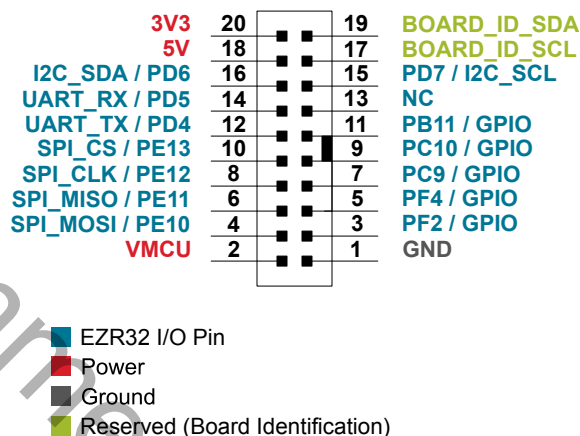 3V3 20 19 BOARD_ID_SDA
5V 18 17 BOARD_ID_SCL
I2C_SDA / PD6 16 15 PD7 / I2C_SCL
UART_RX / PD5 14 13 NC
UART_TX / PD4 12 11 PB11 / GPIO
SPI_CS / PE13 10 9 PC10 / GPIO
SPI_CLK / PE12 8 7 PC9 / GPIO
SPI_MISO / PE11 6 5 PF4 / GPIO
SPI_MOSI / PE10 4 3 PF2 / GPIO
VMCU 2 1 GND
EZR32 I/O Pin
Power
Ground
Reserved (Board Identification)